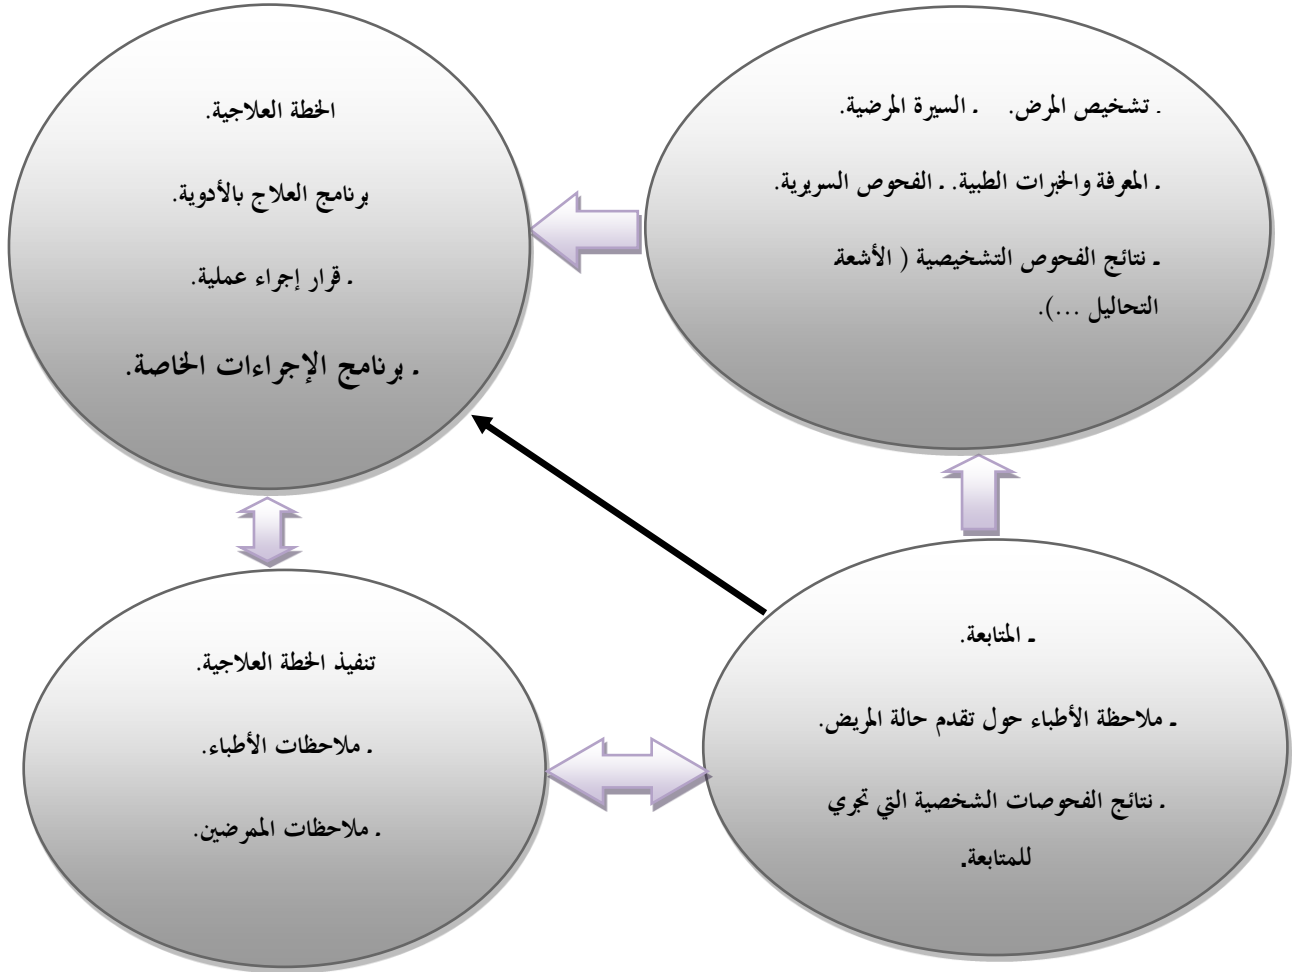 . تشخيص المرض. . السيرة المرضية.
. المعرفة والخبرات الطبية. . الفحوص السريرية.
ـ نتائج الفحوص التشخيصية ( الأشعة
التحاليل ...).
الخطة العلاجية.
برنامج العلاج بالأدوية.
. قرار إجراء عملية.
. برنامج الإجراءات الخاصة.
ـ المتابعة.
ـ ملاحظة الأطباء حول تقدم حالة المريض.
. نتائج الفحوصات الشخصية التي تجري
للمتابعة.
تنفيذ الخطة العلاجية.
. ملاحظات الأطباء.
. ملاحظات الممرضين.